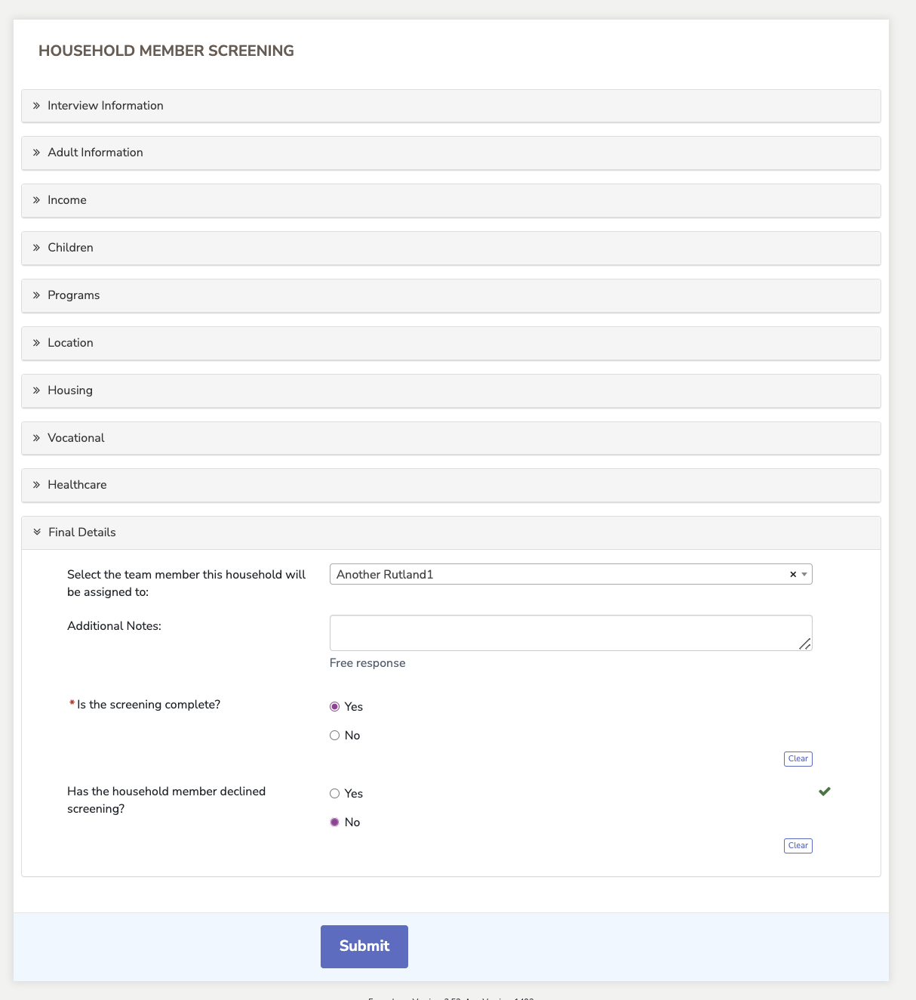 HOUSEHOLD MEMBER SCREENING
Interview Information
Adult Information
Income
Children
Programs
Location
Housing
Vocational
Healthcare
Final Details
Select the team member this household will
be assigned to:
Another Rutland1
Additional Notes:
Free response
* Is the screening complete?
Yes
No
Clear
Has the household member declined
screening?
Yes
No
Clear
Submit